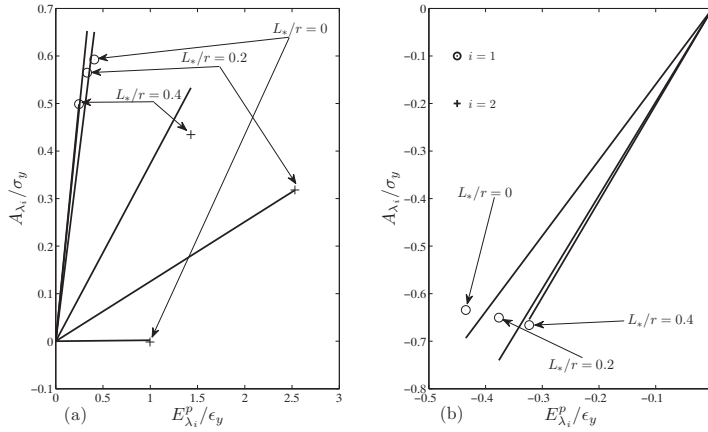 0.7
0.6
0.5
0.4
0.3
0.2
0.1
0
−0.1
0
0.5
1
1.5
2
2.5
3
A_{λ_i}/σ_y
E^p_{λ_i}/ϵ_y
(a)
L_*/r = 0
L_*/r = 0.2
L_*/r = 0.4
0
−0.1
−0.2
−0.3
−0.4
−0.5
−0.6
−0.7
−0.8
−0.5
−0.4
−0.3
−0.2
−0.1
A_{λ_i}/σ_y
E^p_{λ_i}/ϵ_y
(b)
i = 1
i = 2
L_*/r = 0
L_*/r = 0.4
L_*/r = 0.2